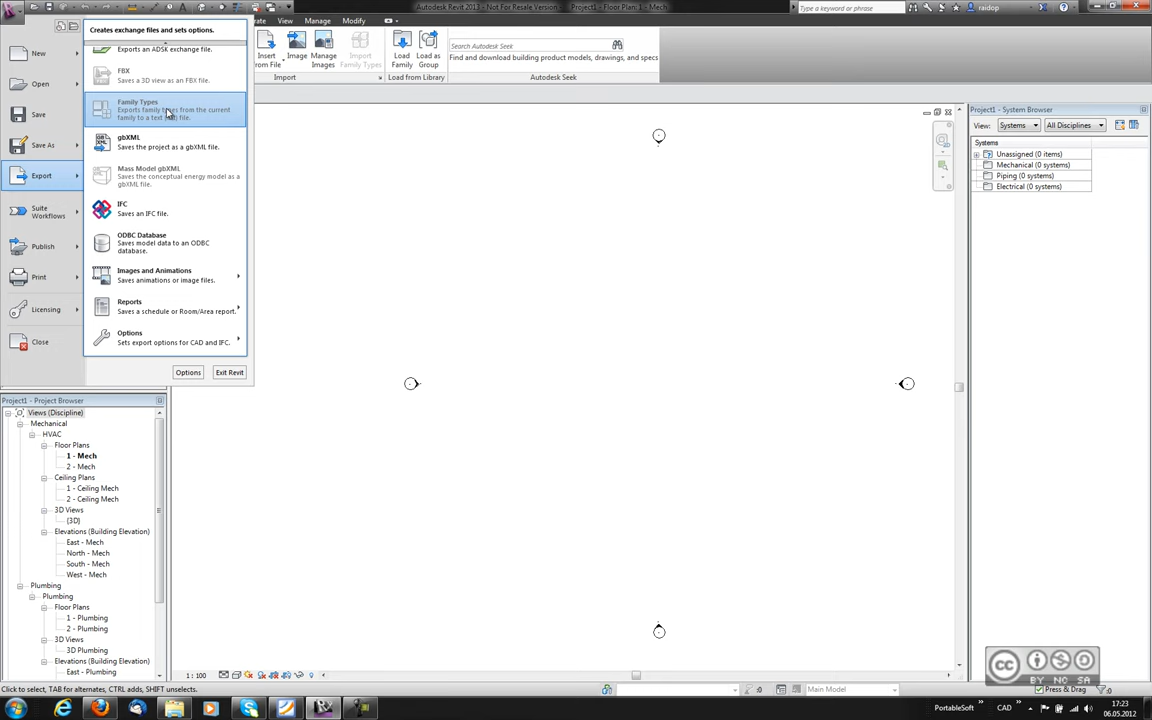 Autodesk Revit 2013 - Not For Resale Version - Project1 - Floor Plan: 1 - Mech
Type a keyword or phrase
raidop
Manage
Modify
Creates exchange files and sets options.
New
Open
Save
Save As
Export
Suite
Workflows
Publish
Print
Licensing
Close
Exports an ADSK exchange file.
FBX
Saves a 3D view as an FBX file.
Family Types
Exports family types from the current
family to a text file.
gbXML
Saves the project as a gbXML file.
Mass Model gbXML
Saves the conceptual energy model as a
gbXML file.
IFC
Saves an IFC file.
ODBC Database
Saves model data to an ODBC
database.
Images and Animations
Saves animations or image files.
Reports
Saves a schedule or Room/Area report.
Options
Sets export options for CAD and IFC.
Options
Exit Revit
Insert
from File
Image
Manage
Images
Import
Family Types
Import
Load
Family
Load as
Group
Load from Library
Search Autodesk Seek
Find and download building product models, drawings, and specs
Autodesk Seek
Project1 - System Browser
View:
Systems
All Disciplines
Systems
Unassigned (0 items)
Mechanical (0 systems)
Piping (0 systems)
Electrical (0 systems)
Project1 - Project Browser
Views (Discipline)
Mechanical
HVAC
Floor Plans
1 - Mech
2 - Mech
Ceiling Plans
1 - Ceiling Mech
2 - Ceiling Mech
3D Views
{3D}
Elevations (Building Elevation)
East - Mech
North - Mech
South - Mech
West - Mech
Plumbing
Plumbing
Floor Plans
1 - Plumbing
2 - Plumbing
3D Views
3D Plumbing
Elevations (Building Elevation)
East - Plumbing
1 : 100
Click to select, TAB for alternates, CTRL adds, SHIFT unselects.
:0
Main Model
Press & Drag
:0
cc
BY NC SA
PortableSoft
CAD
17:23
06.05.2012